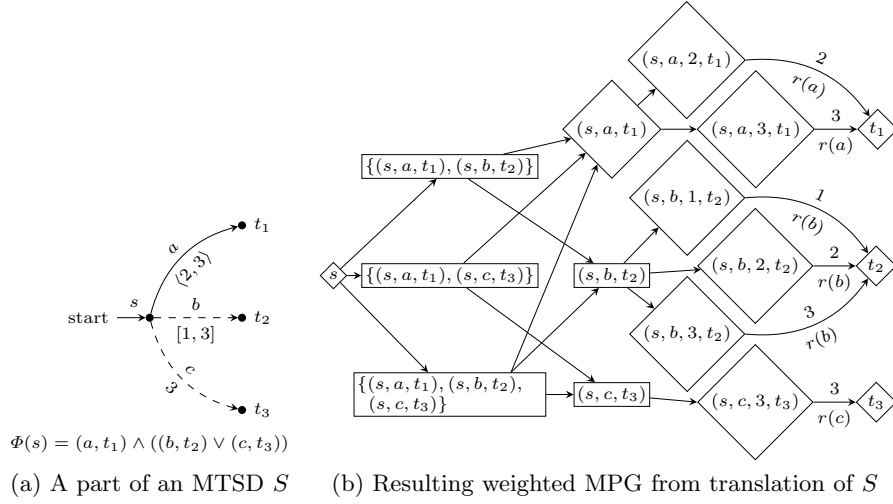 a
t₁
⟨2, 3⟩
s
start
b
t₂
[1, 3]
c
3
t₃
Φ(s) = (a, t₁) ∧ ((b, t₂) ∨ (c, t₃))
(a) A part of an MTSD S
s
{(s, a, t₁), (s, b, t₂)}
{(s, a, t₁), (s, c, t₃)}
{(s, a, t₁), (s, b, t₂),
(s, c, t₃)}
(s, a, t₁)
(s, b, t₂)
(s, c, t₃)
(s, a, 2, t₁)
(s, a, 3, t₁)
(s, b, 1, t₂)
(s, b, 2, t₂)
(s, b, 3, t₂)
(s, c, 3, t₃)
2
r(a)
3
r(a)
t₁
1
r(b)
2
r(b)
3
r(b)
t₂
3
r(c)
t₃
(b) Resulting weighted MPG from translation of S